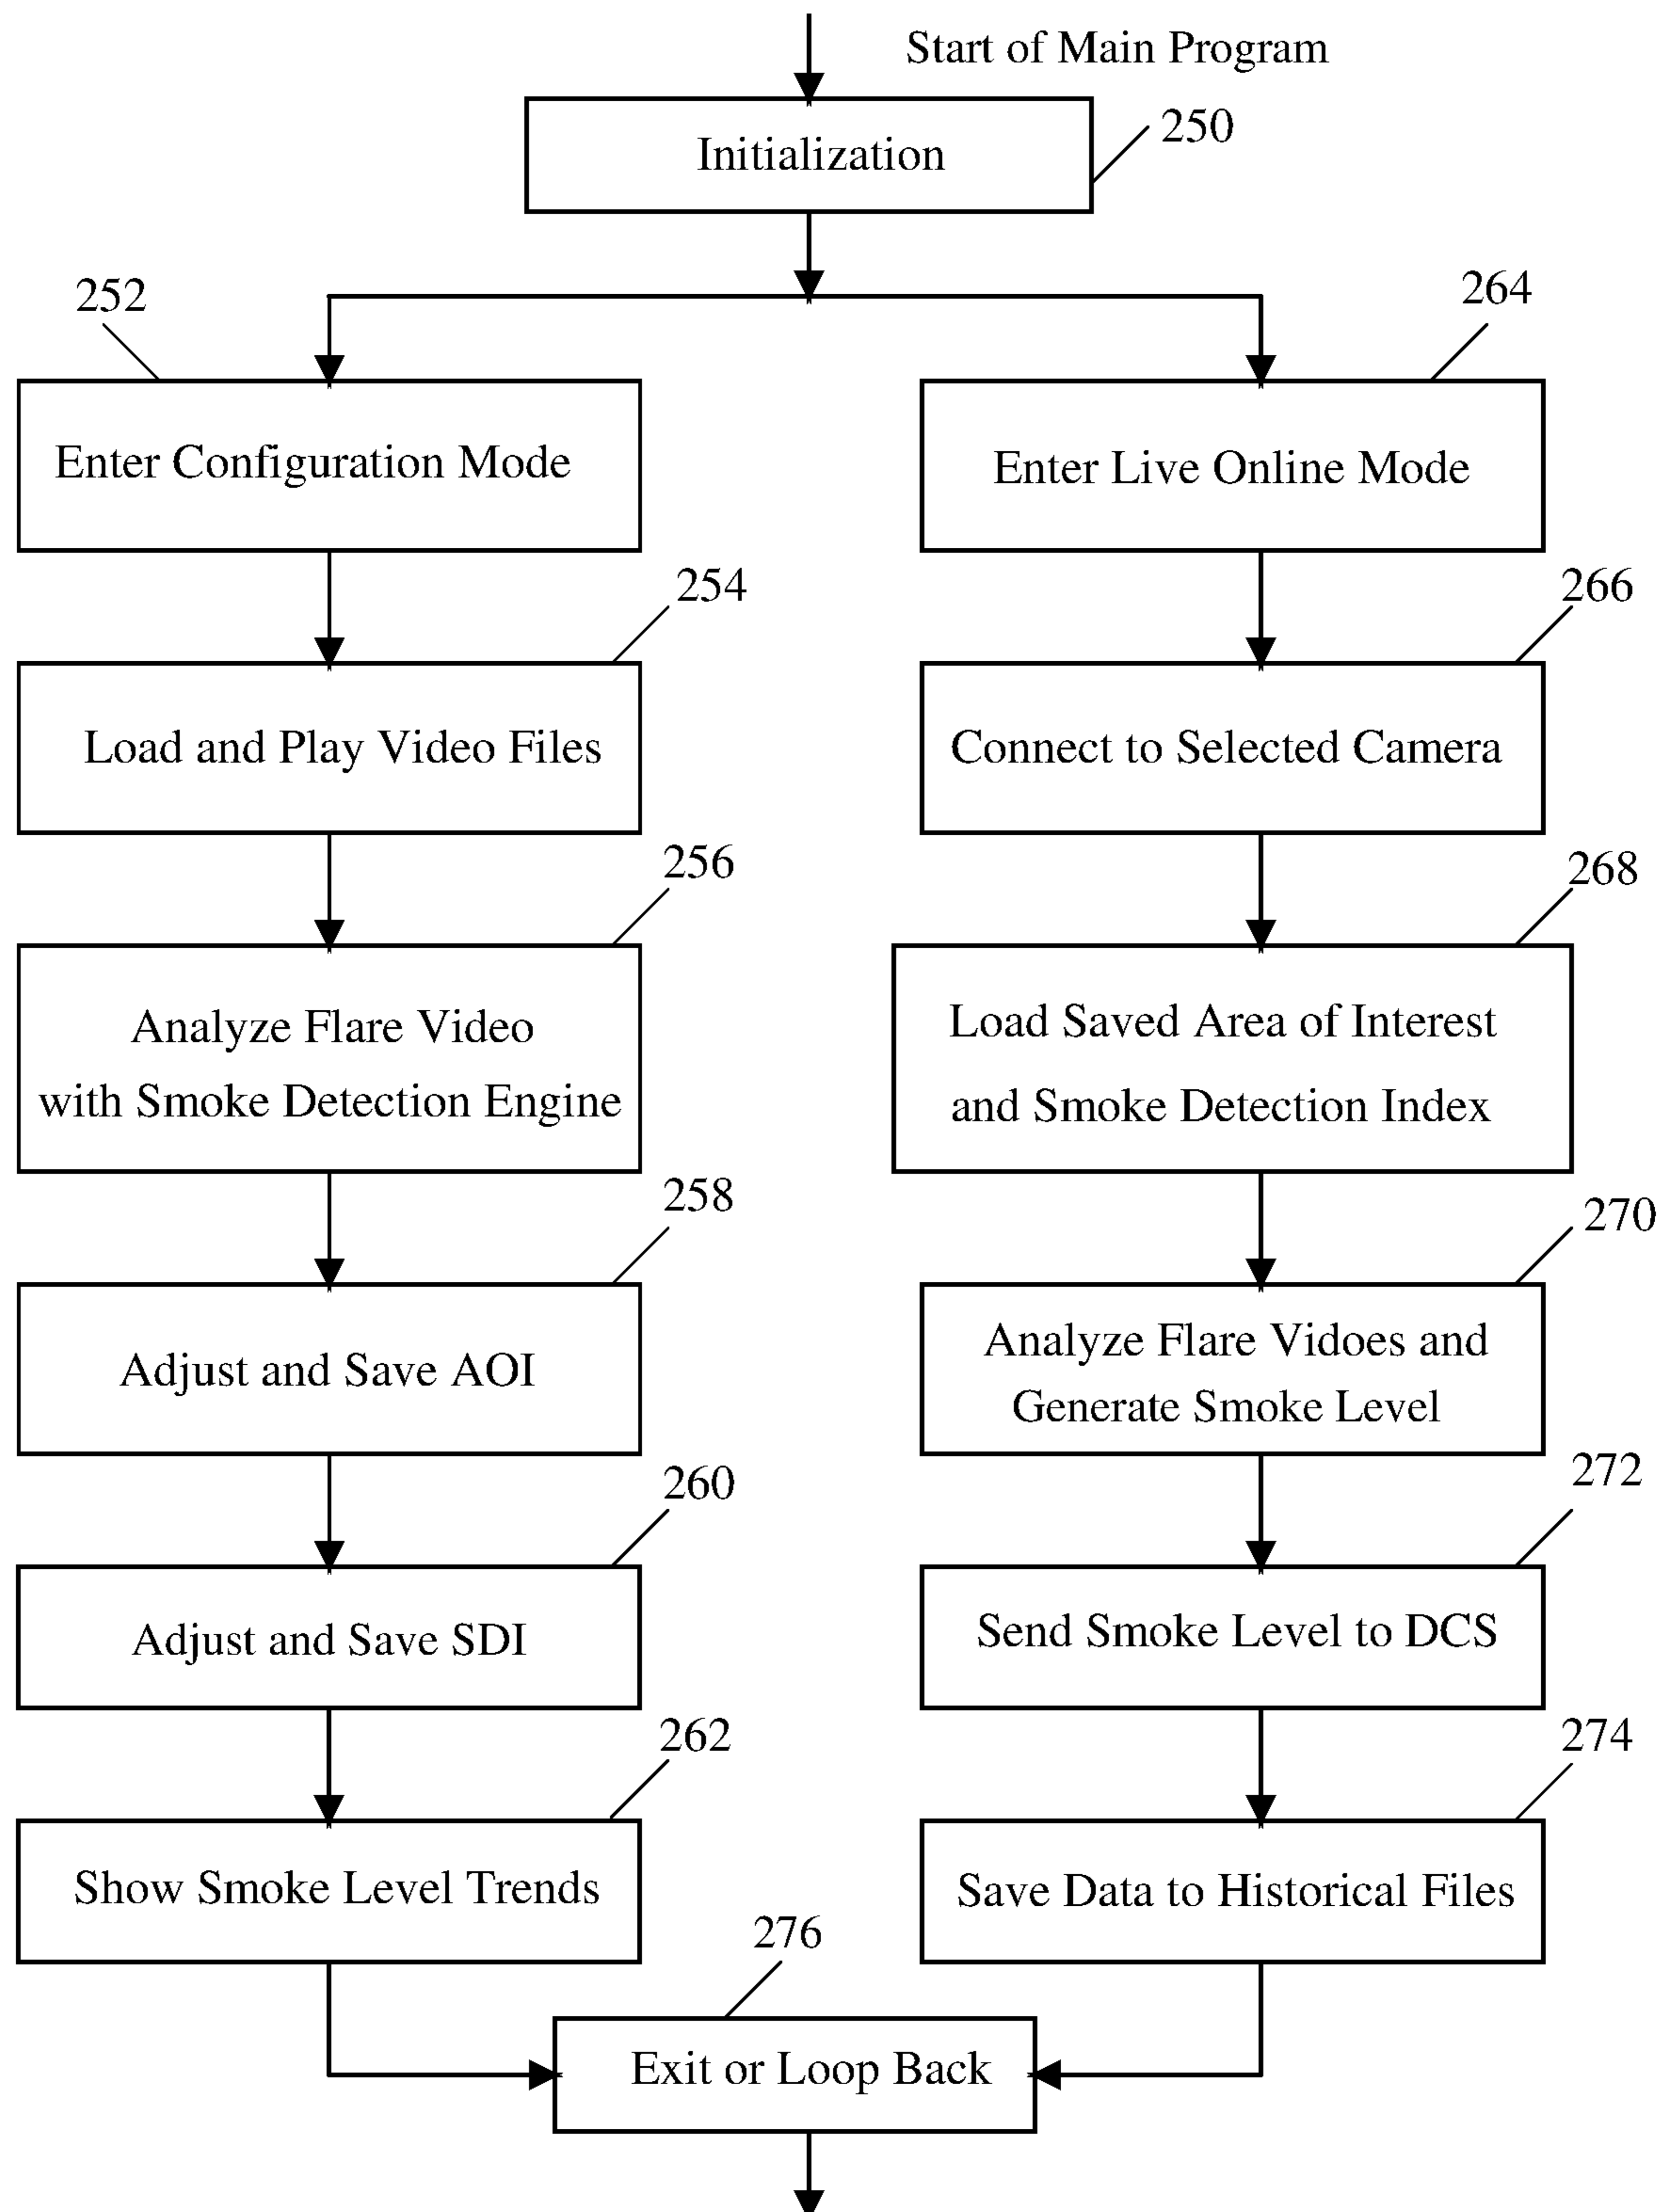 Start of Main Program
Initialization
250
252
Enter Configuration Mode
254
Load and Play Video Files
256
Analyze Flare Video
with Smoke Detection Engine
258
Adjust and Save AOI
260
Adjust and Save SDI
262
Show Smoke Level Trends
264
Enter Live Online Mode
266
Connect to Selected Camera
268
Load Saved Area of Interest
and Smoke Detection Index
270
Analyze Flare Vidoes and
Generate Smoke Level
272
Send Smoke Level to DCS
274
Save Data to Historical Files
276
Exit or Loop Back